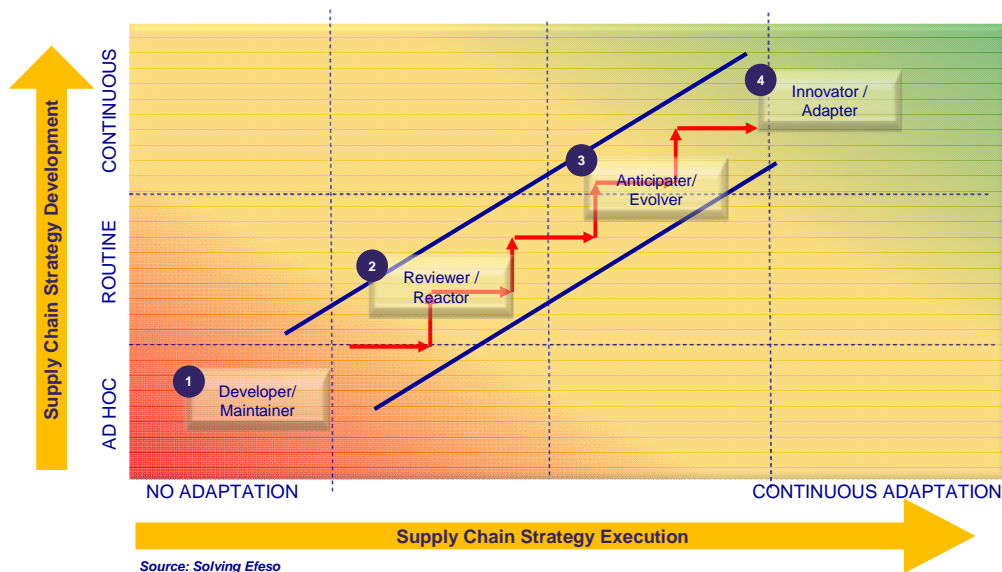 Supply Chain Strategy Development
CONTINUOUS
ROUTINE
AD HOC
4
Innovator /
Adapter
3
Anticipater/
Evolver
2
Reviewer /
Reactor
1
Developer/
Maintainer
NO ADAPTATION
CONTINUOUS ADAPTATION
Supply Chain Strategy Execution
Source: Solving Efeso